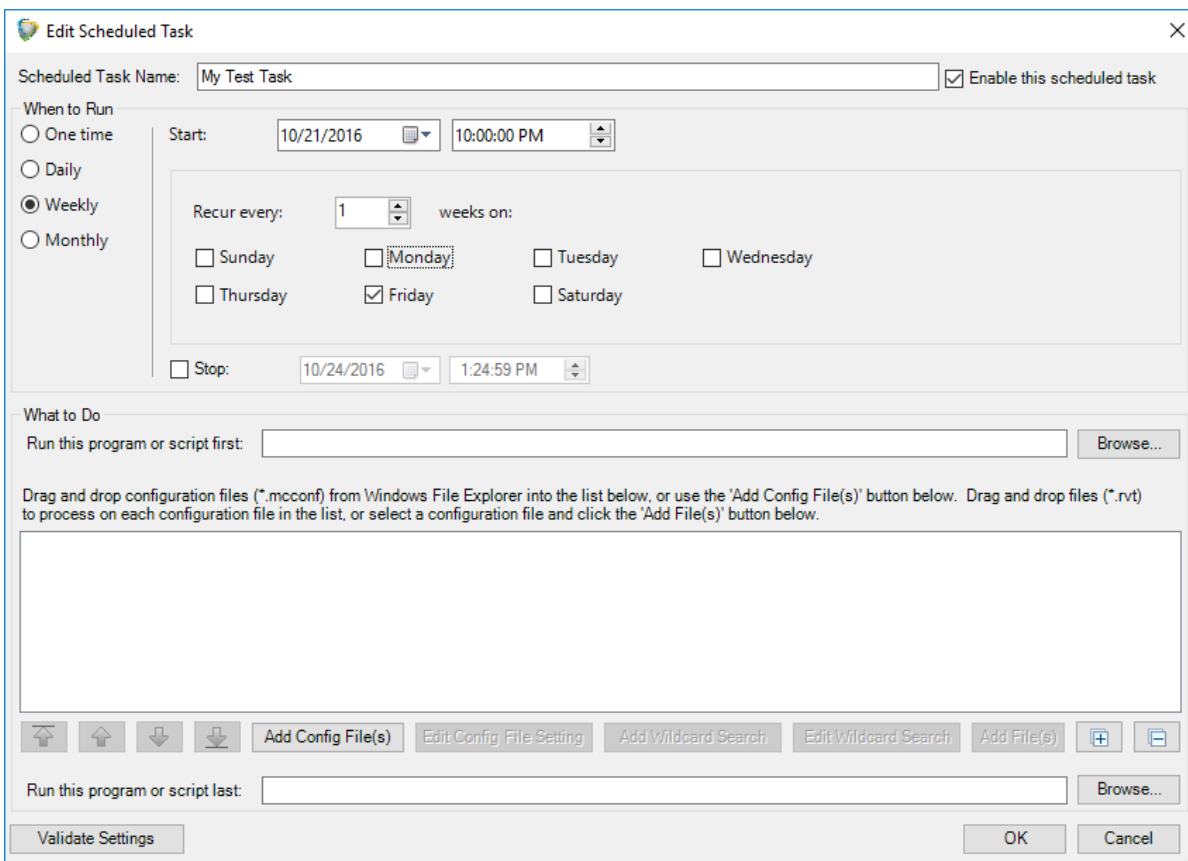 Edit Scheduled Task
Scheduled Task Name: My Test Task Enable this scheduled task
When to Run
One time Start: 10/21/2016 10:00:00 PM
Daily
Weekly Recur every: 1 weeks on:
Monthly
Sunday Monday Tuesday Wednesday
Thursday Friday Saturday
Stop: 10/24/2016 1:24:59 PM
What to Do
Run this program or script first: Browse...
Drag and drop configuration files (*.mcconf) from Windows File Explorer into the list below, or use the 'Add Config File(s)' button below. Drag and drop files (*.rvt)
to process on each configuration file in the list, or select a configuration file and click the 'Add File(s)' button below.
Add Config File(s) Edit Config File Setting Add Wildcard Search Edit Wildcard Search Add File(s)
Run this program or script last: Browse...
Validate Settings OK Cancel